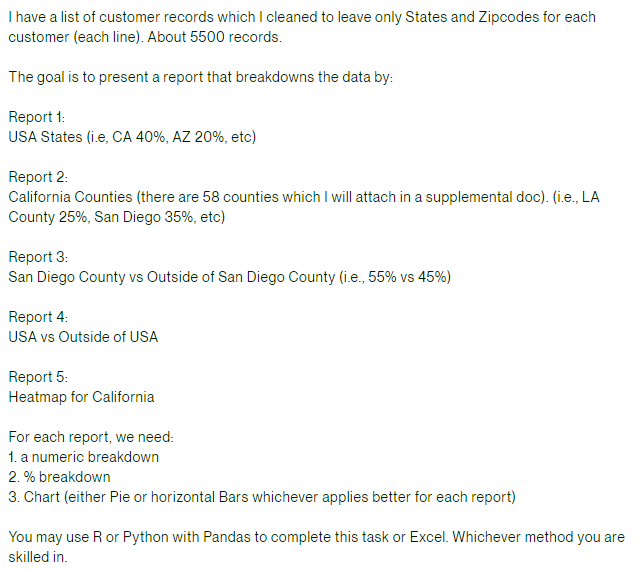 I have a list of customer records which I cleaned to leave only States and Zipcodes for each
customer (each line). About 5500 records.
The goal is to present a report that breakdowns the data by:
Report 1:
USA States (i.e, CA 40%, AZ 20%, etc)
Report 2:
California Counties (there are 58 counties which I will attach in a supplemental doc). (i.e., LA
County 25%, San Diego 35%, etc)
Report 3:
San Diego County vs Outside of San Diego County (i.e., 55% vs 45%)
Report 4:
USA vs Outside of USA
Report 5:
Heatmap for California
For each report, we need:
1. a numeric breakdown
2. % breakdown
3. Chart (either Pie or horizontal Bars whichever applies better for each report)
You may use R or Python with Pandas to complete this task or Excel. Whichever method you are
skilled in.